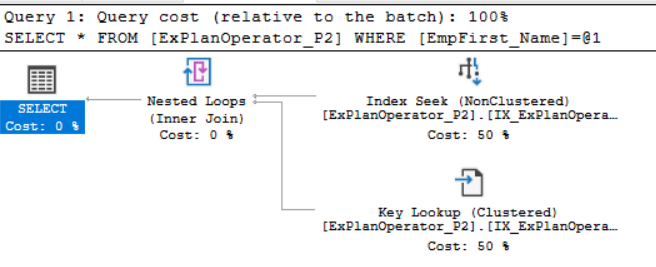 Query 1: Query cost (relative to the batch): 100%
SELECT * FROM [ExPlanOperator_P2] WHERE [EmpFirst_Name]=@1
SELECT
Cost: 0 %
Nested Loops
(Inner Join)
Cost: 0 %
Index Seek (NonClustered)
[ExPlanOperator_P2].[IX_ExPlanOpera…
Cost: 50 %
Key Lookup (Clustered)
[ExPlanOperator_P2].[IX_ExPlanOpera…
Cost: 50 %